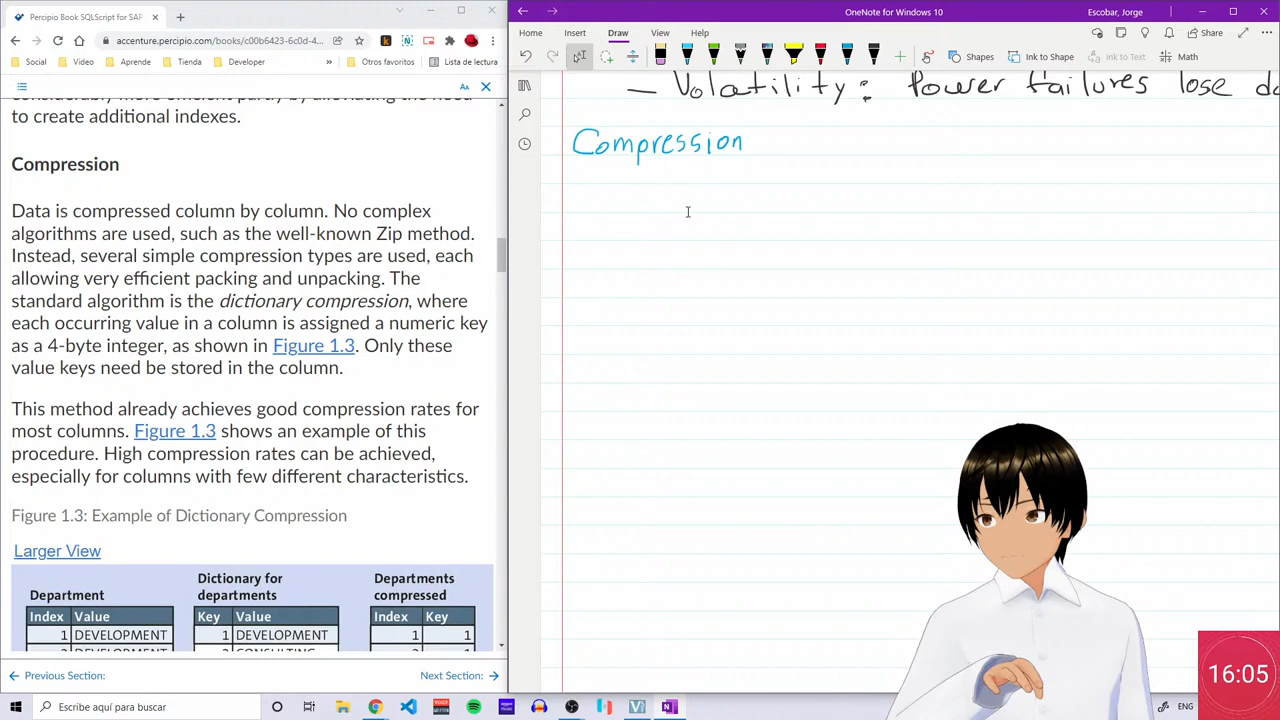 Percipio Book SQLScript for SAP
accenture.percipio.com/books/c00b6423-6c0d-4...
Social
Video
Aprende
Tienda
Developer
»
Otros favoritos
Lista de lectura
AA
to create additional indexes.
Compression
Data is compressed column by column. No complex
algorithms are used, such as the well-known Zip method.
Instead, several simple compression types are used, each
allowing very efficient packing and unpacking. The
standard algorithm is the dictionary compression, where
each occurring value in a column is assigned a numeric key
as a 4-byte integer, as shown in Figure 1.3. Only these
value keys need be stored in the column.
This method already achieves good compression rates for
most columns. Figure 1.3 shows an example of this
procedure. High compression rates can be achieved,
especially for columns with few different characteristics.
Figure 1.3: Example of Dictionary Compression
Larger View
Department
Dictionary for
departments
Departments
compressed
Index Value
Key Value
Index Key
1 DEVELOPMENT
1 DEVELOPMENT
1 1
Previous Section:
Next Section:
OneNote for Windows 10
Escobar, Jorge
Home
Insert
Draw
View
Help
Share
Shapes
Ink to Shape
Ink to Text
Math
– Volatility: Power failures lose da
Compression
16:05
Escribe aquí para buscar
ENG